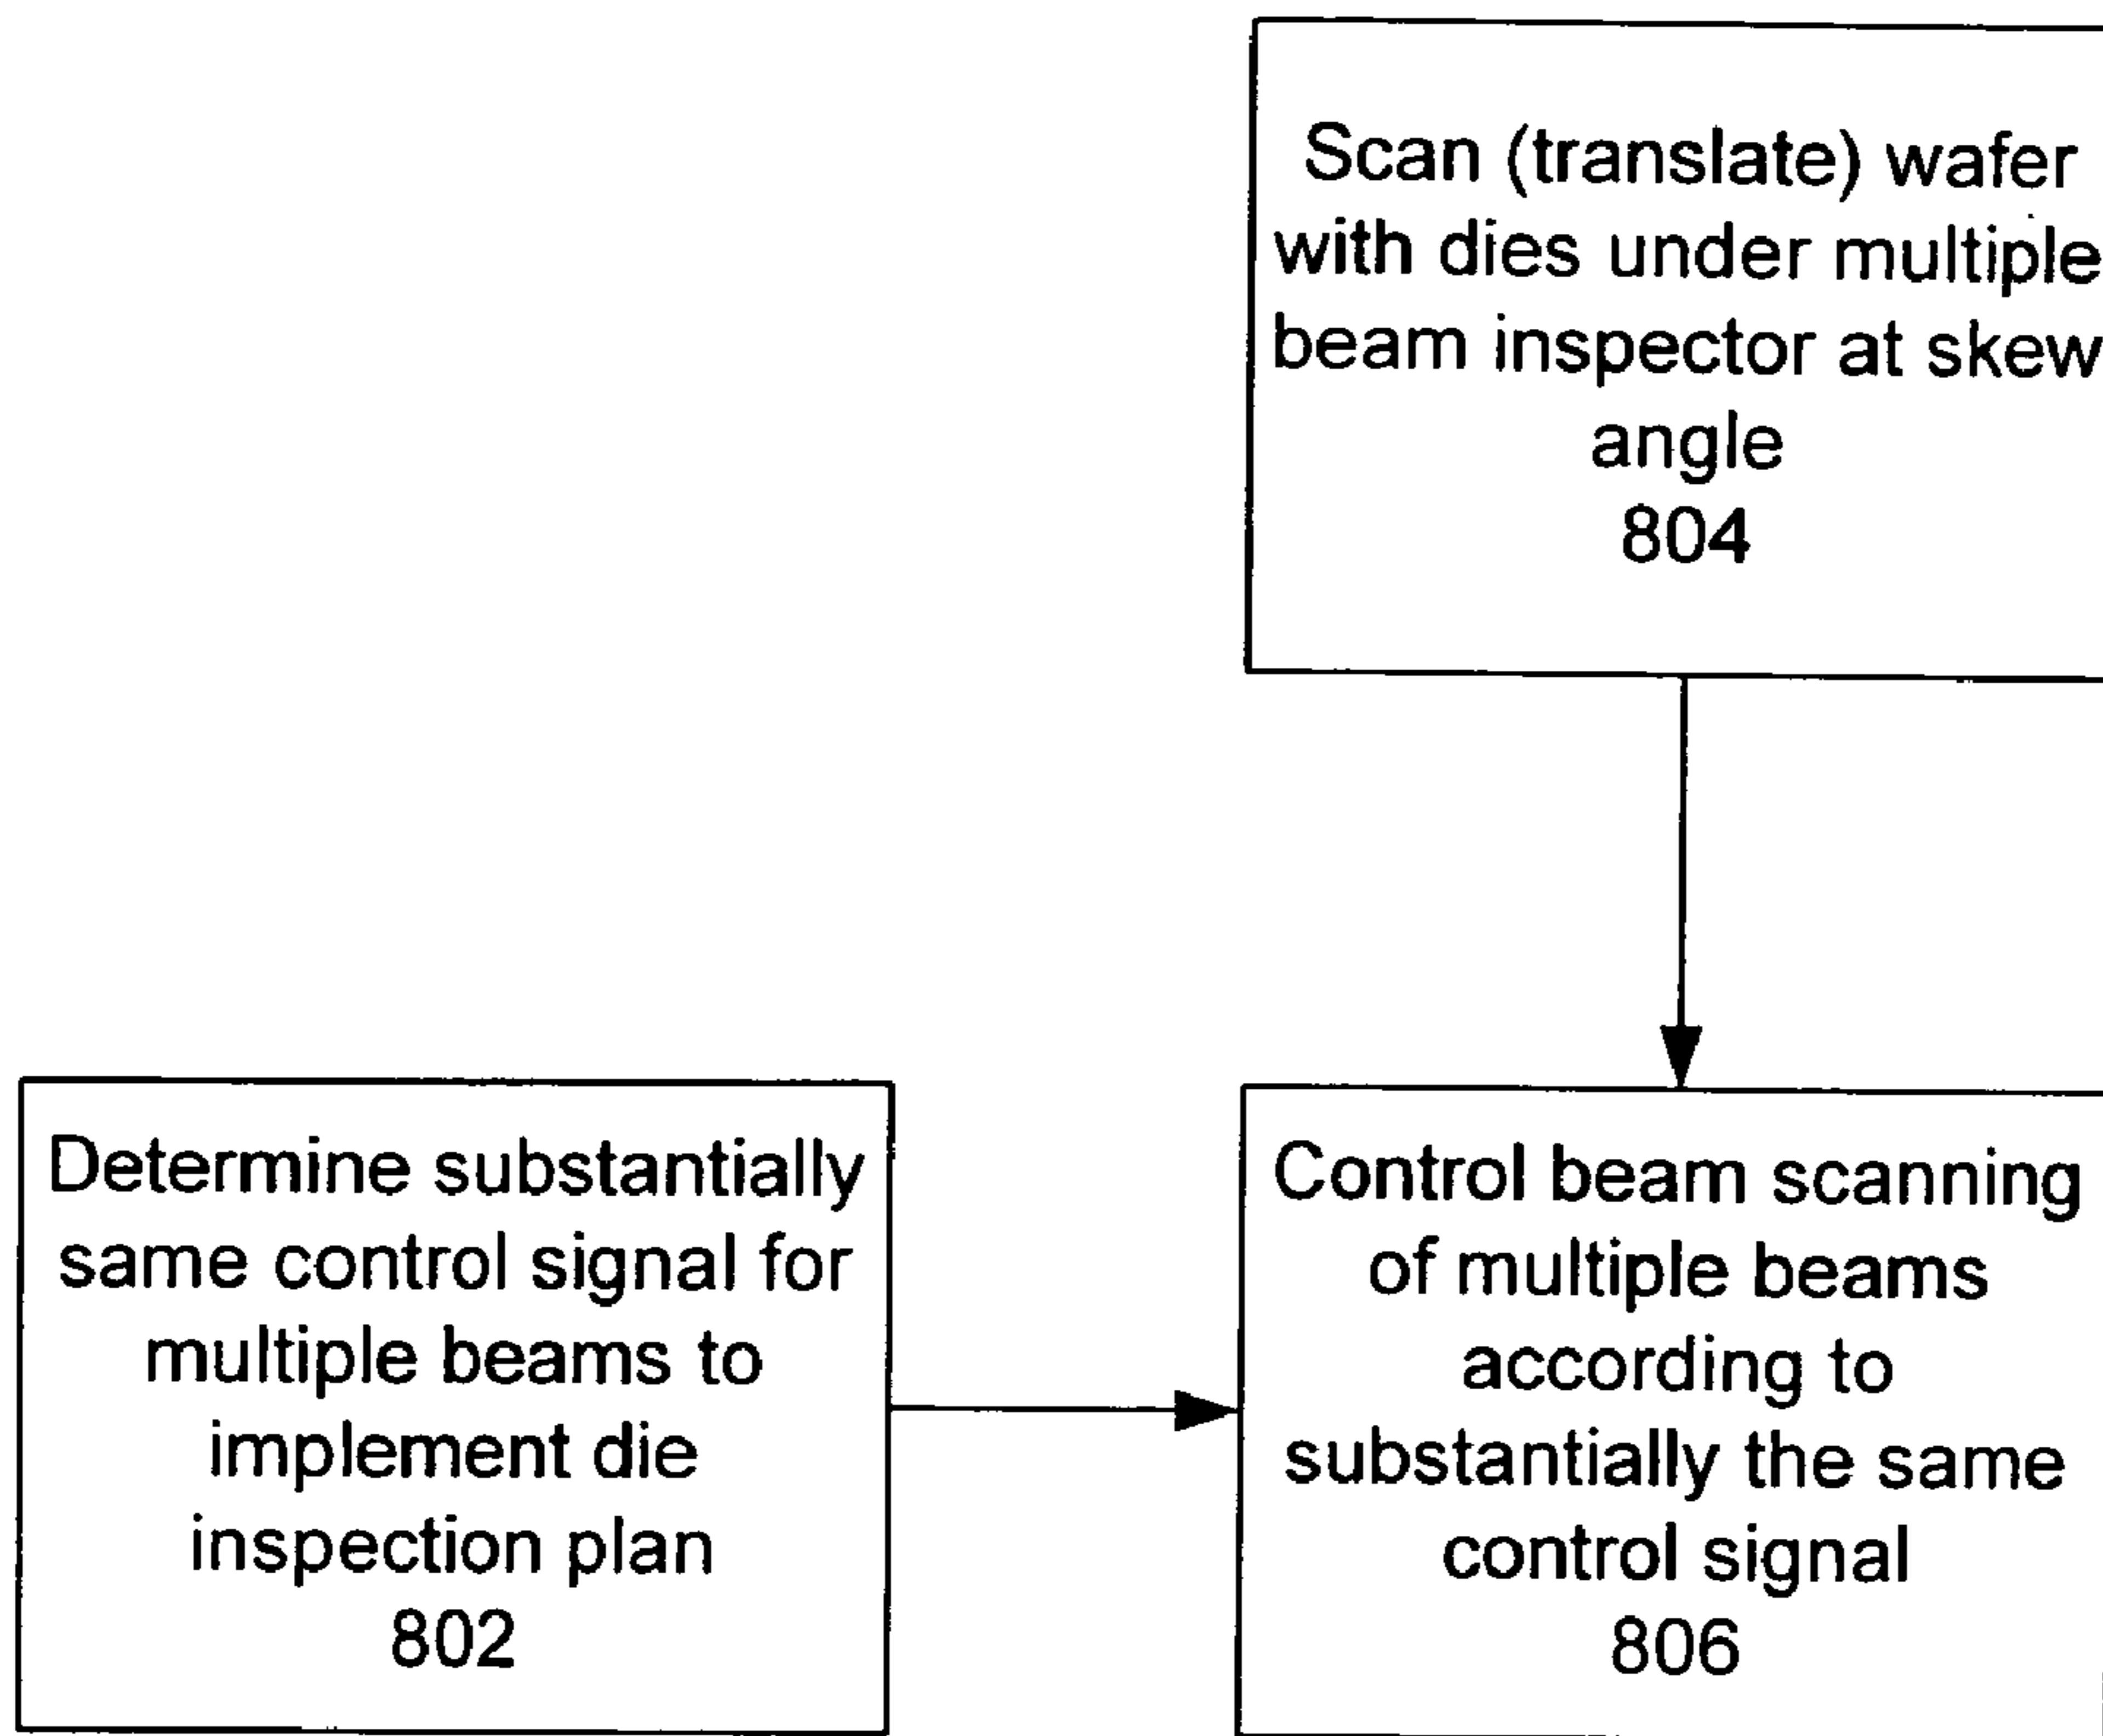 Scan (translate) wafer
with dies under multiple
beam inspector at skew
angle
804
Determine substantially
same control signal for
multiple beams to
implement die
inspection plan
802
Control beam scanning
of multiple beams
according to
substantially the same
control signal
806